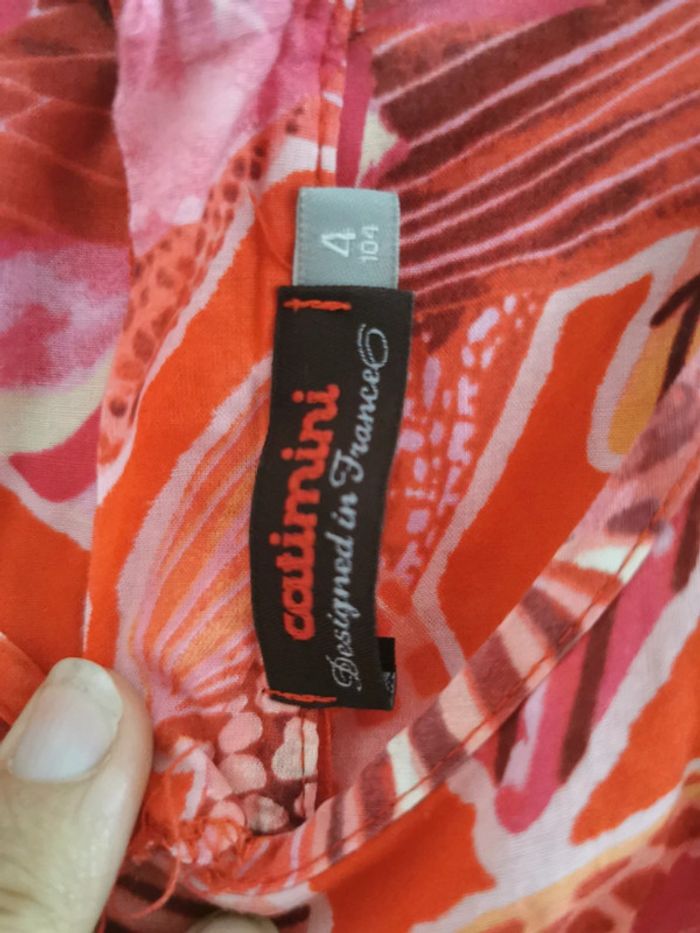 4
104
catimini
Designed in France